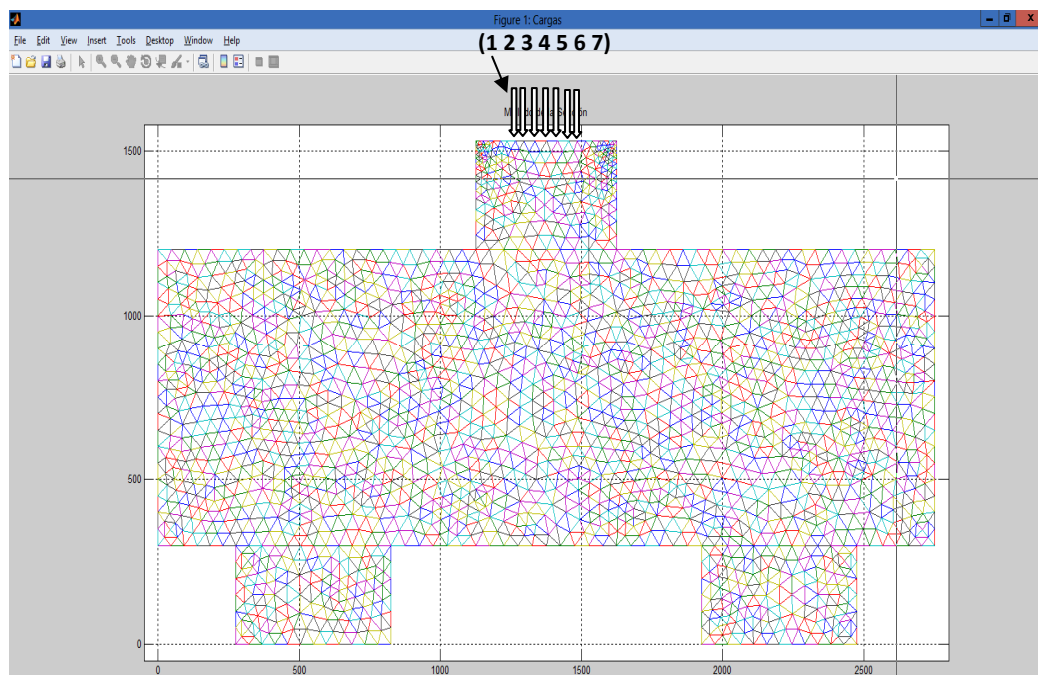 Figure 1: Cargas
File Edit View Insert Tools Desktop Window Help
(1 2 3 4 5 6 7)
1500
1000
500
0
0 500 1000 1500 2000 2500